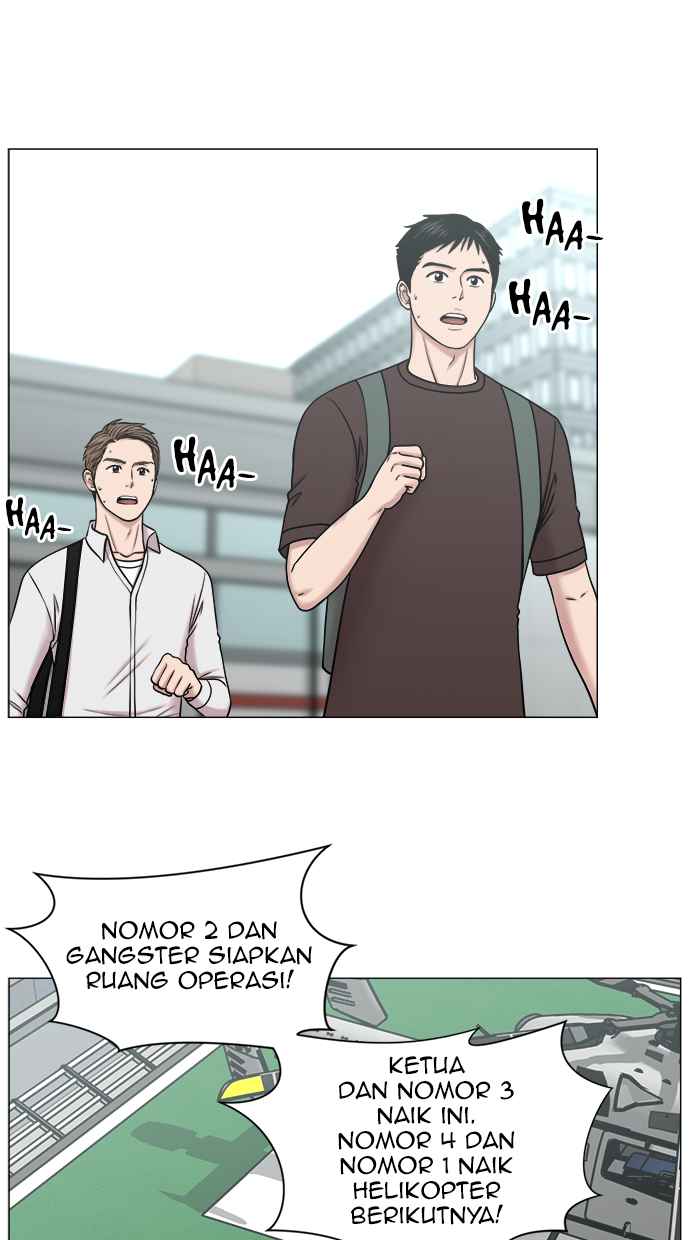 HAA-
HAA-
HAA-
HAA-
NOMOR 2 DAN
GANGSTER SIAPKAN
RUANG OPERASI!
KETUA
DAN NOMOR 3
NAIK INI.
NOMOR 4 DAN
NOMOR 1 NAIK
HELIKOPTER
BERIKUTNYA!